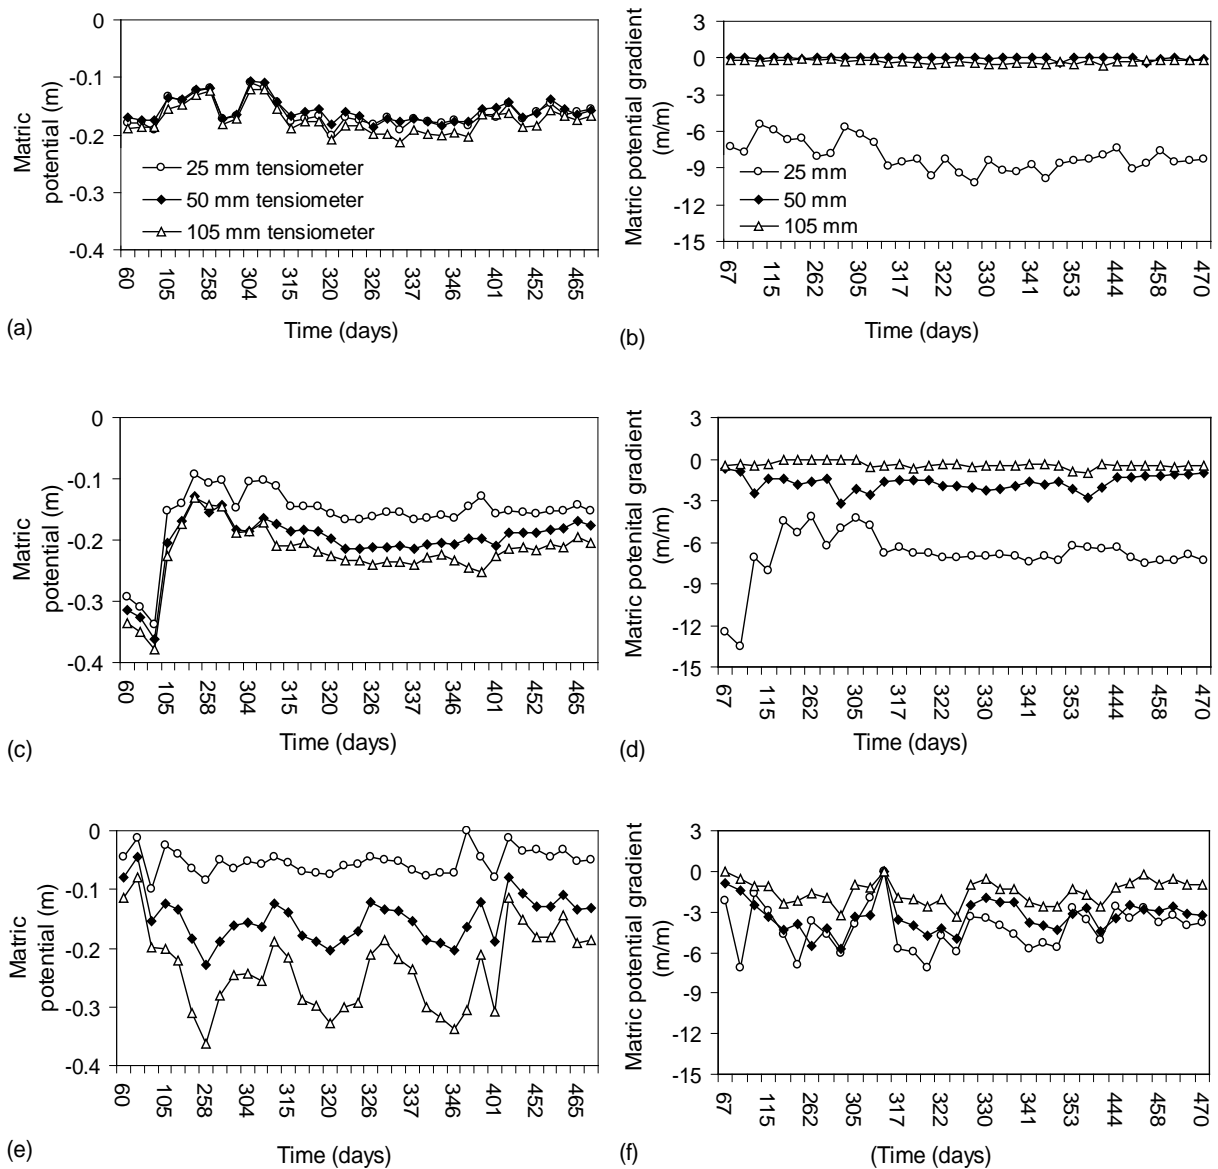 0
-0.1
-0.2
-0.3
-0.4
Matric
potential (m)
25 mm tensiometer
50 mm tensiometer
105 mm tensiometer
60 105 258 304 315 320 326 337 346 401 452 465
Time (days)
(a)
3
0
-3
-6
-9
-12
-15
Matric potential gradient
(m/m)
25 mm
50 mm
105 mm
67 115 262 305 317 322 330 341 353 444 458 470
Time (days)
(b)
0
-0.1
-0.2
-0.3
-0.4
Matric
potential (m)
60 105 258 304 315 320 326 337 346 401 452 465
Time (days)
(c)
3
0
-3
-6
-9
-12
-15
Matric potenital gradient
(m/m)
67 115 262 305 317 322 330 341 353 444 458 470
Time (days)
(d)
0
-0.1
-0.2
-0.3
-0.4
Matric
potential (m)
60 105 258 304 315 320 326 337 346 401 452 465
Time (days)
(e)
3
0
-3
-6
-9
-12
-15
Matric potential gradient
(m/m)
67 115 262 305 317 322 330 341 353 444 458 470
(Time (days)
(f)